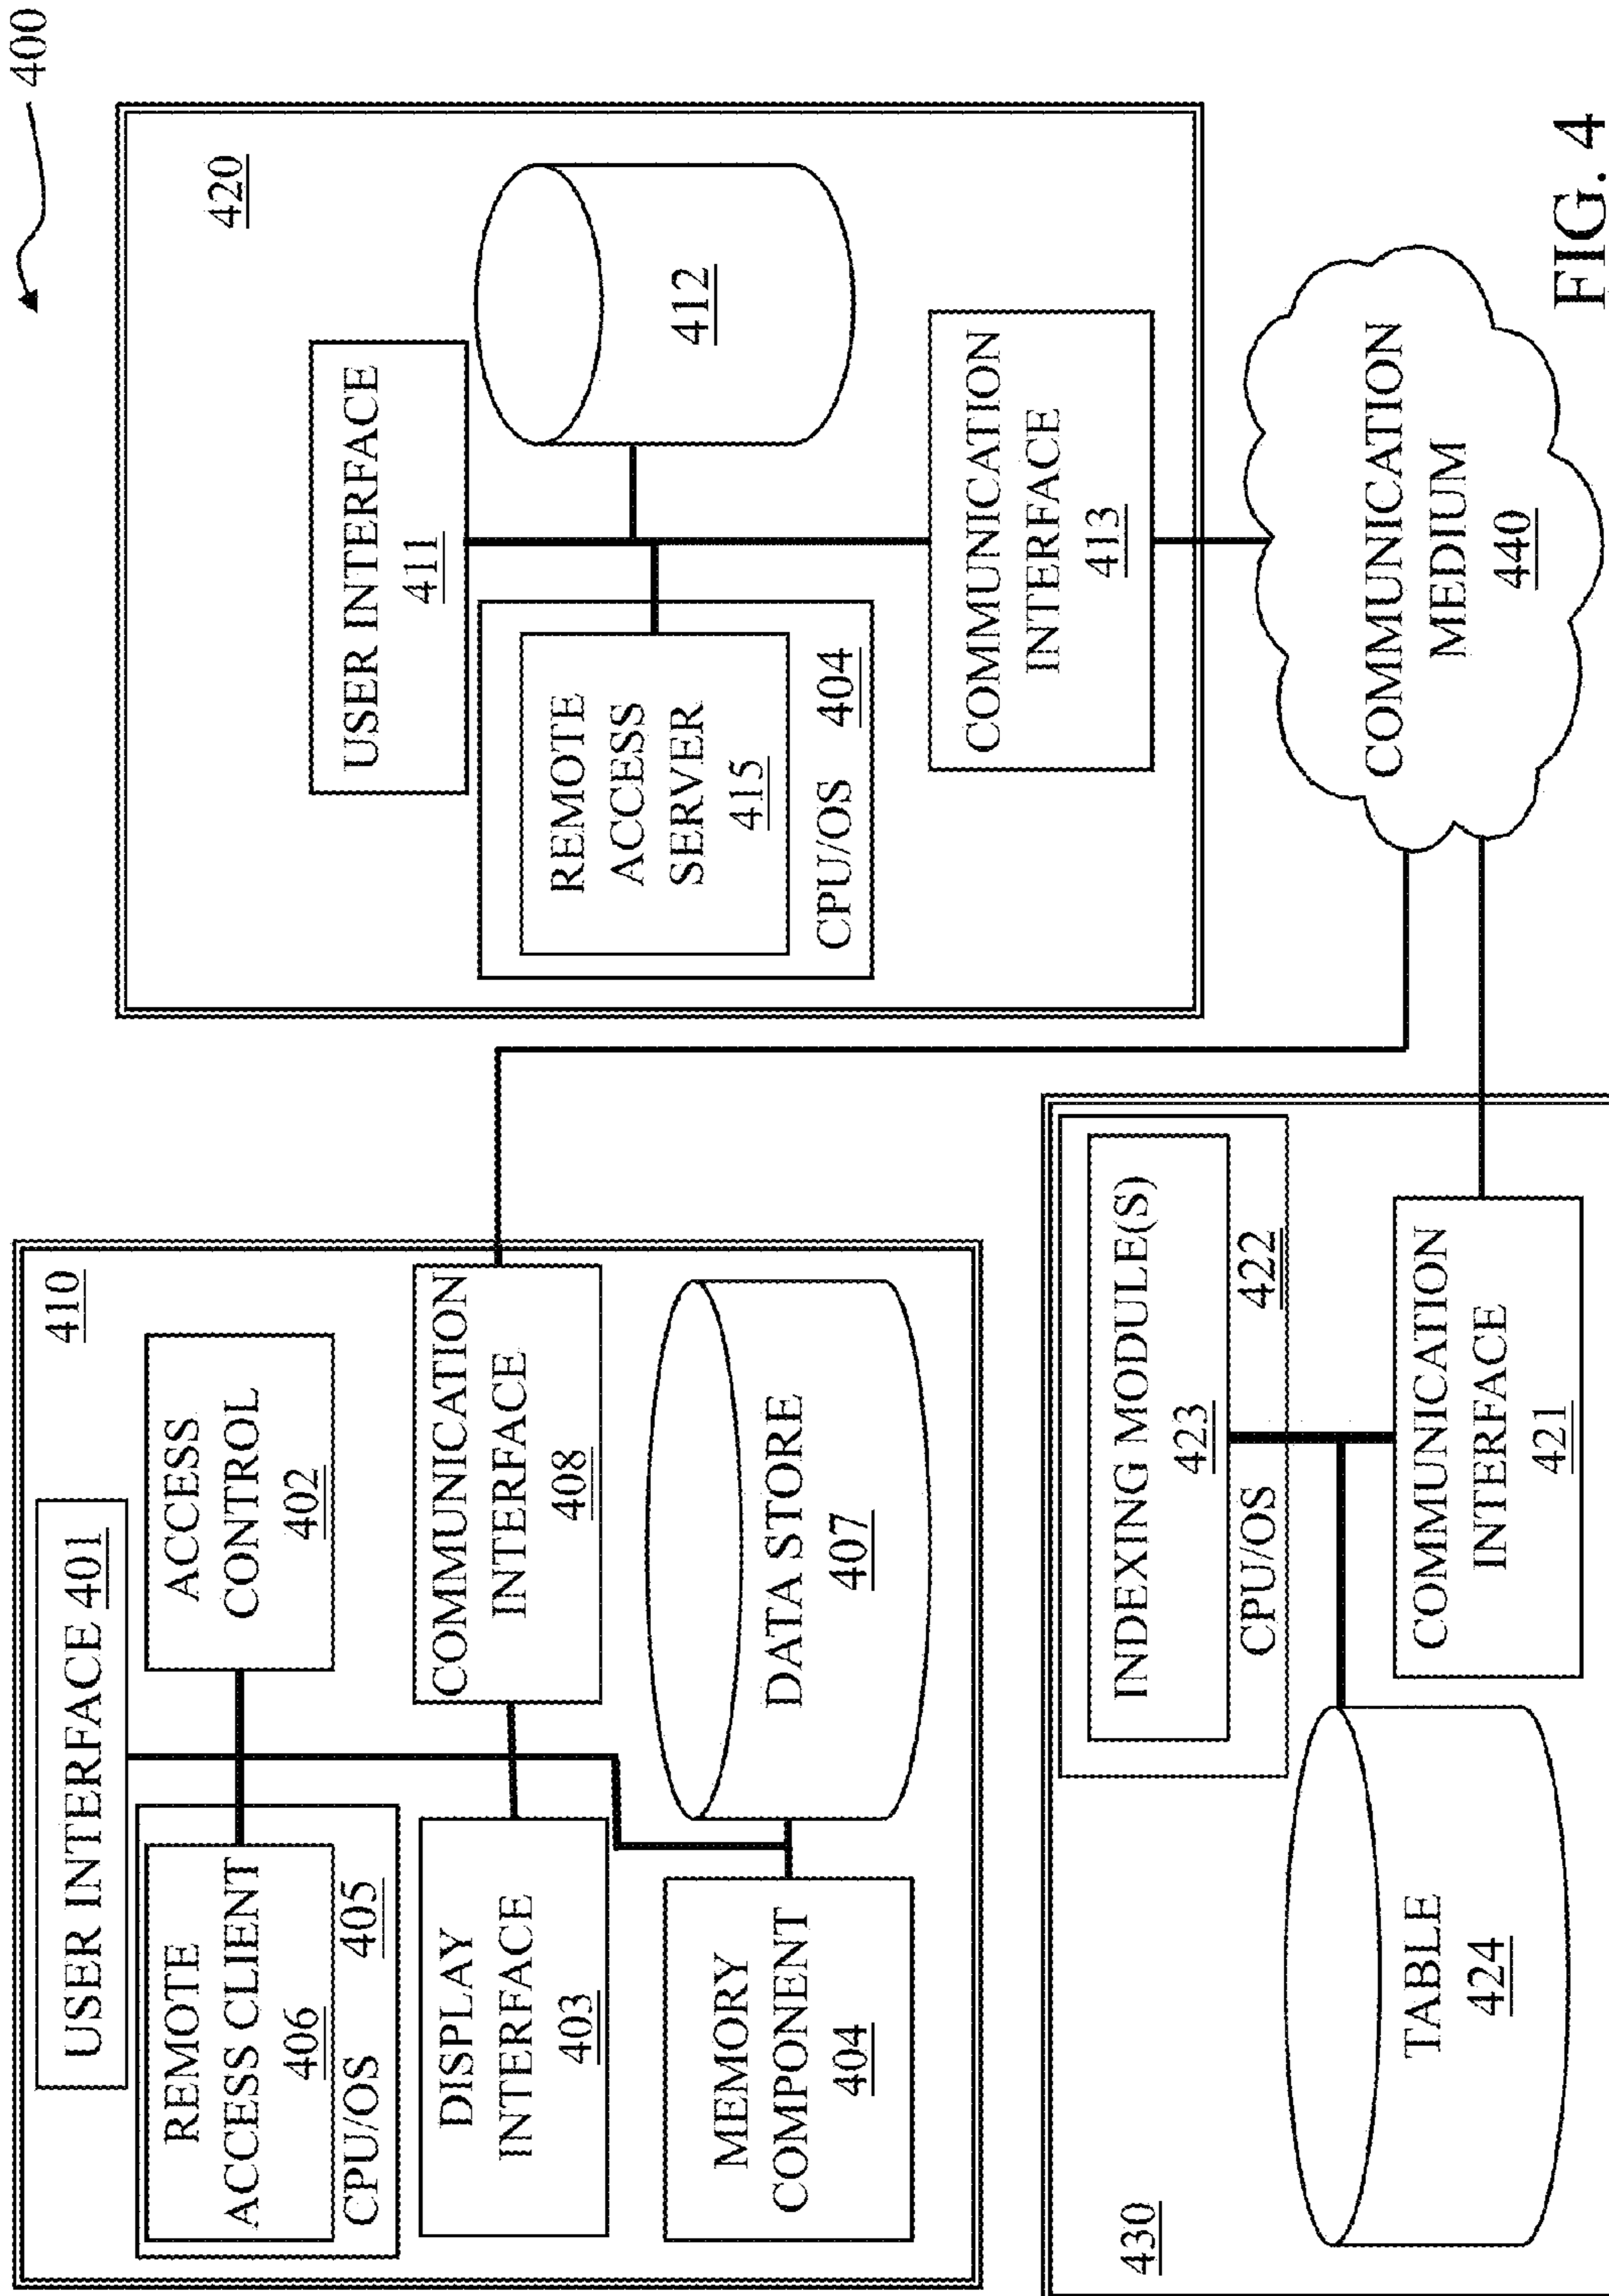 400
410
USER INTERFACE 401
REMOTE
ACCESS CLIENT
406
CPU/OS 405
ACCESS
CONTROL
402
DISPLAY
INTERFACE
403
COMMUNICATION
INTERFACE
408
MEMORY
COMPONENT
404
DATA STORE
407
420
USER INTERFACE
411
REMOTE
ACCESS
SERVER
415
CPU/OS 404
412
COMMUNICATION
INTERFACE
413
430
INDEXING MODULE(S)
423
CPU/OS 422
TABLE
424
COMMUNICATION
INTERFACE
421
COMMUNICATION
MEDIUM
440
FIG. 4